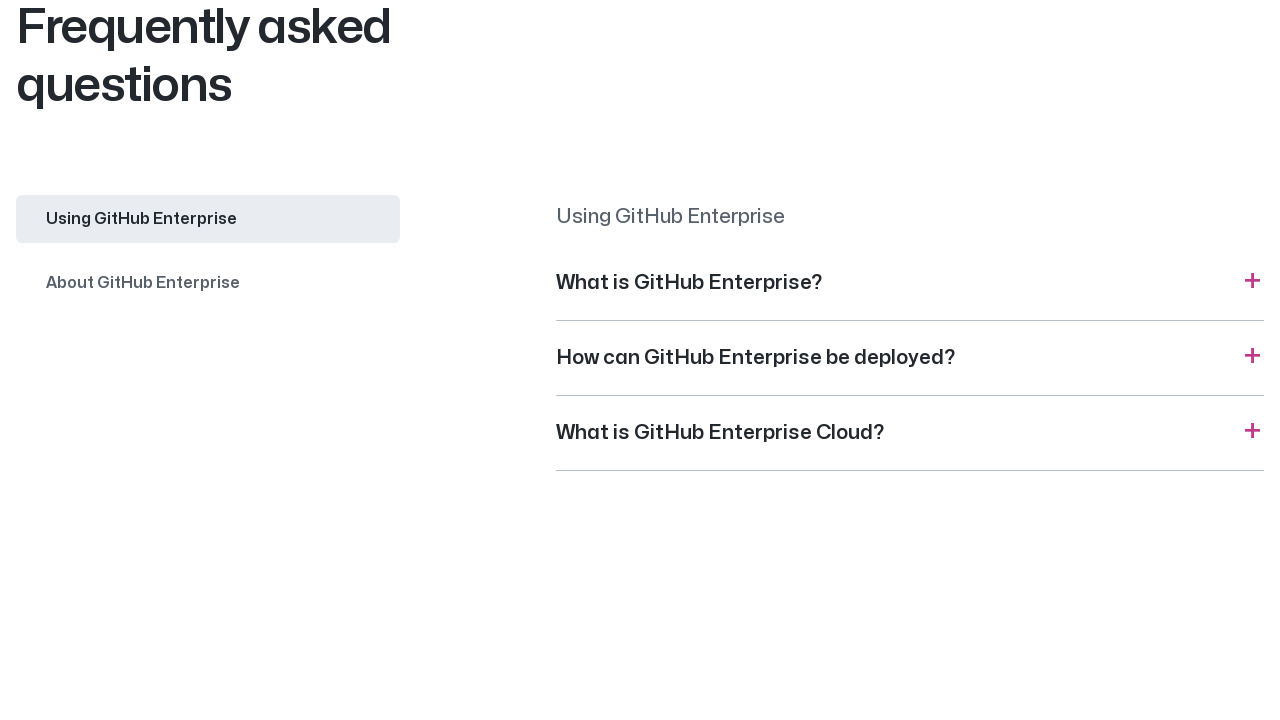 Frequently asked
questions
Using GitHub Enterprise
About GitHub Enterprise
Using GitHub Enterprise
What is GitHub Enterprise?
How can GitHub Enterprise be deployed?
What is GitHub Enterprise Cloud?